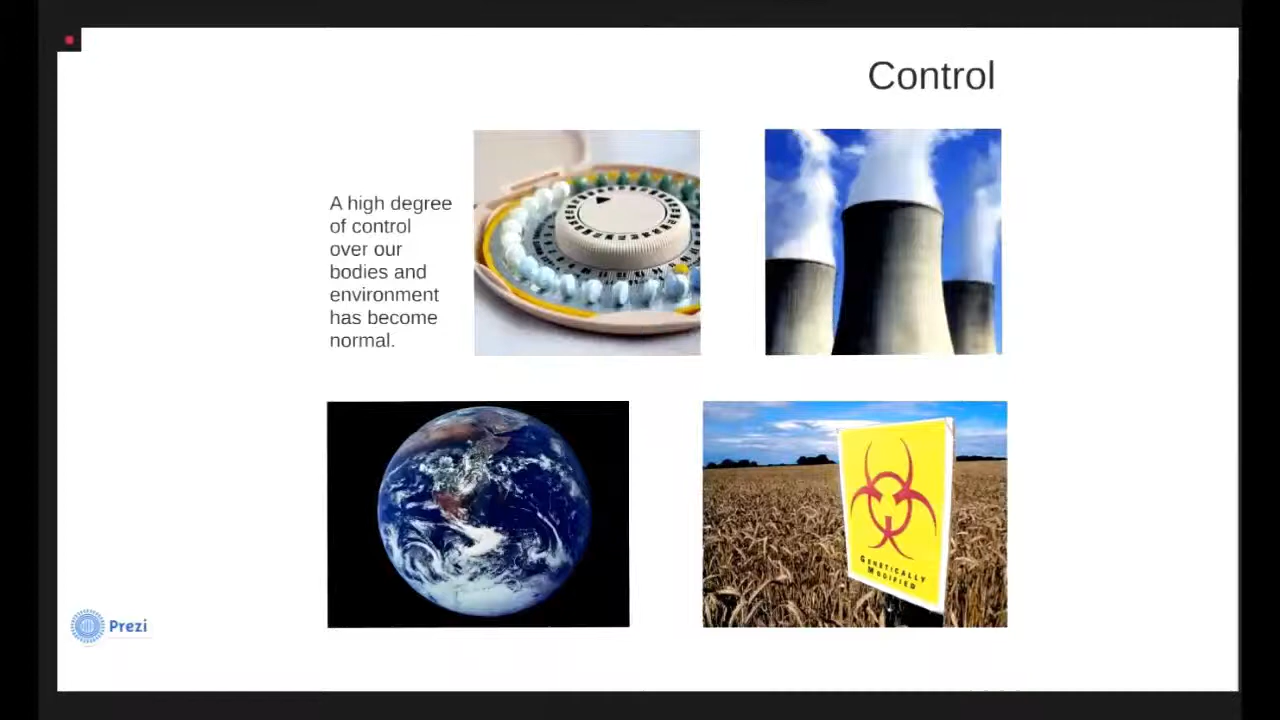 Control
A high degree
of control
over our
bodies and
environment
has become
normal.
GENETICALLY
MODIFIED
Prezi